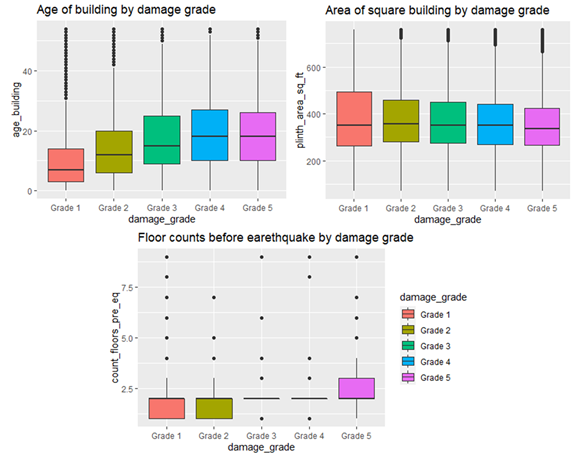 Age of building by damage grade
age_building
40
20
0
Grade 1 Grade 2 Grade 3 Grade 4 Grade 5
damage_grade
Area of square building by damage grade
plinth_area_sq_ft
600
400
200
Grade 1 Grade 2 Grade 3 Grade 4 Grade 5
damage_grade
Floor counts before earethquake by damage grade
count_floors_pre_eq
7.5
5.0
2.5
Grade 1 Grade 2 Grade 3 Grade 4 Grade 5
damage_grade
damage_grade
Grade 1
Grade 2
Grade 3
Grade 4
Grade 5